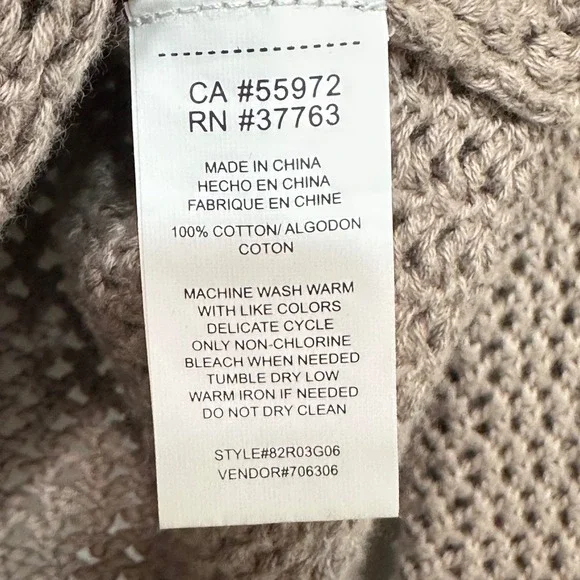 CA #55972
RN #37763
MADE IN CHINA
HECHO EN CHINA
FABRIQUE EN CHINE
100% COTTON/ ALGODON
COTON
MACHINE WASH WARM
WITH LIKE COLORS
DELICATE CYCLE
ONLY NON-CHLORINE
BLEACH WHEN NEEDED
TUMBLE DRY LOW
WARM IRON IF NEEDED
DO NOT DRY CLEAN
STYLE#82R03G06
VENDOR#706306